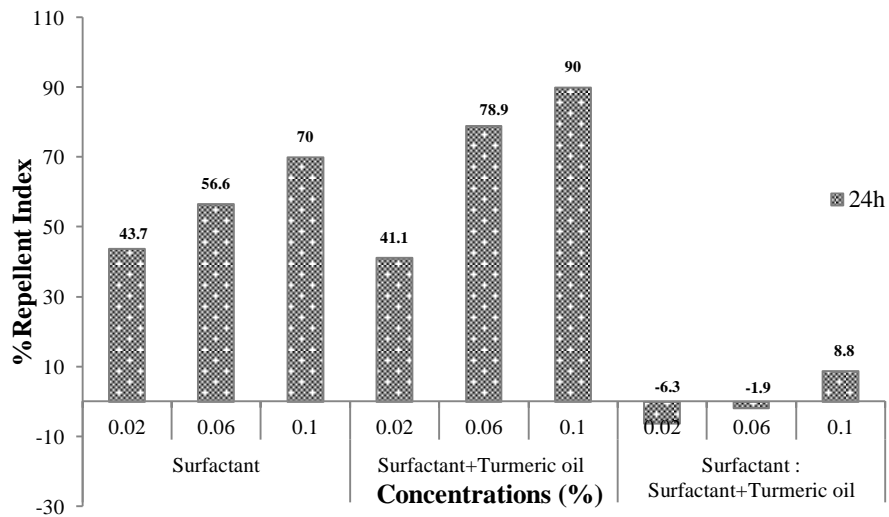 110
90
70
50
30
10
-10
-30
%Repellent Index
43.7
56.6
70
41.1
78.9
90
-6.3
-1.9
8.8
24h
0.02 0.06 0.1 0.02 0.06 0.1 0.02 0.06 0.1
Surfactant
Surfactant+Turmeric oil
Surfactant :
Surfactant+Turmeric oil
Concentrations (%)